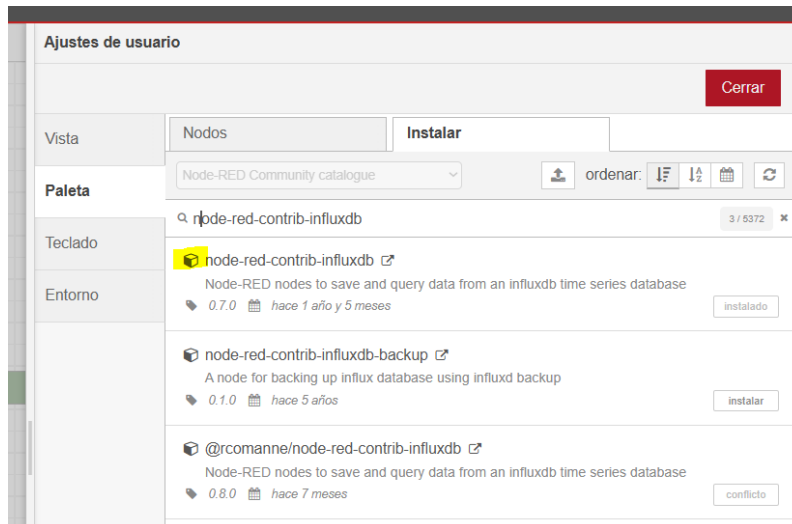 Ajustes de usuario
Cerrar
Vista
Paleta
Teclado
Entorno
Nodos
Instalar
Node-RED Community catalogue
ordenar:
node-red-contrib-influxdb
3 / 5372
node-red-contrib-influxdb
Node-RED nodes to save and query data from an influxdb time series database
0.7.0 hace 1 año y 5 meses
instalado
node-red-contrib-influxdb-backup
A node for backing up influx database using influxd backup
0.1.0 hace 5 años
instalar
@rcomanne/node-red-contrib-influxdb
Node-RED nodes to save and query data from an influxdb time series database
0.8.0 hace 7 meses
conflicto